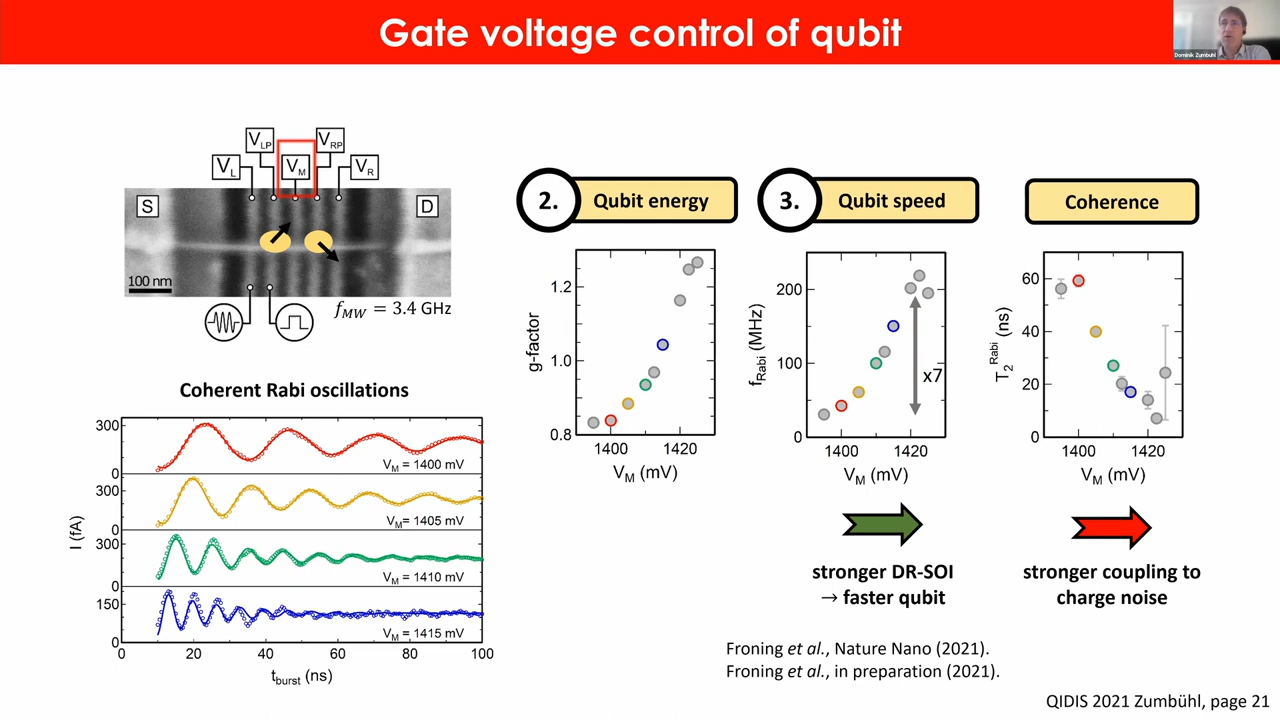 Gate voltage control of qubit
Dominik Zumbuhl
V_LP
V_RP
V_L
V_M
V_R
S
D
100 nm
f_MW = 3.4 GHz
Coherent Rabi oscillations
300
0
V_M = 1400 mV
300
0
V_M = 1405 mV
300
0
V_M = 1410 mV
150
0
V_M = 1415 mV
I (fA)
0 20 40 60 80 100
t_burst (ns)
2. Qubit energy
1.2
1.0
0.8
g-factor
1400 1420
V_M (mV)
3. Qubit speed
200
100
0
f_Rabi (MHz)
x7
1400 1420
V_M (mV)
stronger DR-SOI
→ faster qubit
Coherence
60
40
20
0
T_2^Rabi (ns)
1400 1420
V_M (mV)
stronger coupling to
charge noise
Froning et al., Nature Nano (2021).
Froning et al., in preparation (2021).
QIDIS 2021 Zumbühl, page 21